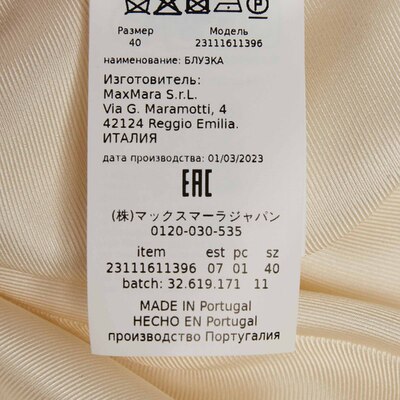 Размер Модель
40 23111611396
наименование: БЛУЗКА
Изготовитель:
MaxMara S.r.L.
Via G. Maramotti, 4
42124 Reggio Emilia.
ИТАЛИЯ
дата производства: 01/03/2023
EAC
(株)マックスマーラジャパン
0120-030-535
item est pc sz
23111611396 07 01 40
batch: 32.619.171 11
MADE IN Portugal
HECHO EN Portugal
производство Португалия